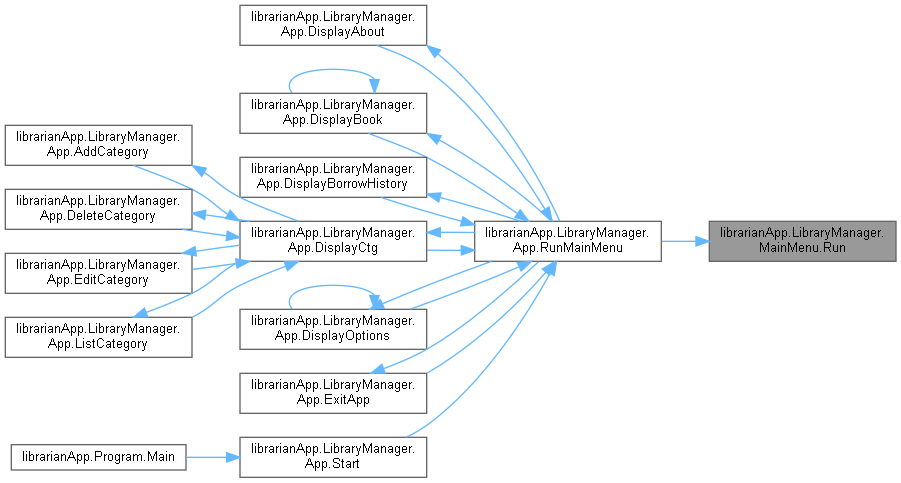 librarianApp.LibraryManager.
App.DisplayAbout
librarianApp.LibraryManager.
App.DisplayBook
librarianApp.LibraryManager.
App.AddCategory
librarianApp.LibraryManager.
App.DisplayBorrowHistory
librarianApp.LibraryManager.
App.DeleteCategory
librarianApp.LibraryManager.
App.DisplayCtg
librarianApp.LibraryManager.
App.RunMainMenu
librarianApp.LibraryManager.
MainMenu.Run
librarianApp.LibraryManager.
App.EditCategory
librarianApp.LibraryManager.
App.DisplayOptions
librarianApp.LibraryManager.
App.ListCategory
librarianApp.LibraryManager.
App.ExitApp
librarianApp.Program.Main
librarianApp.LibraryManager.
App.Start